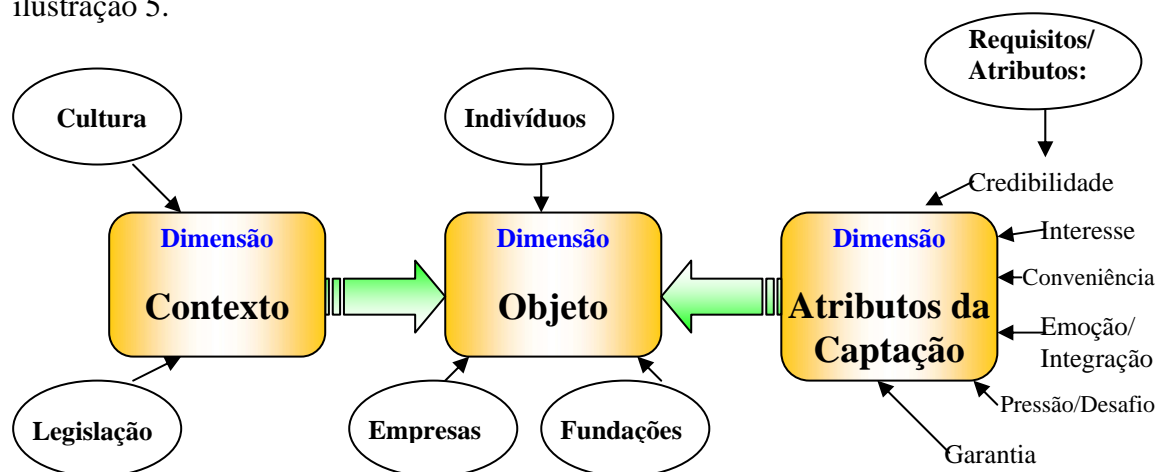 ilustração 5.
Requisitos/
Atributos:
Cultura
Indivíduos
Credibilidade
Dimensão
Contexto
Dimensão
Objeto
Dimensão
Atributos da
Captação
Interesse
Conveniência
Emoção/
Integração
Pressão/Desafio
Garantia
Legislação
Empresas
Fundações